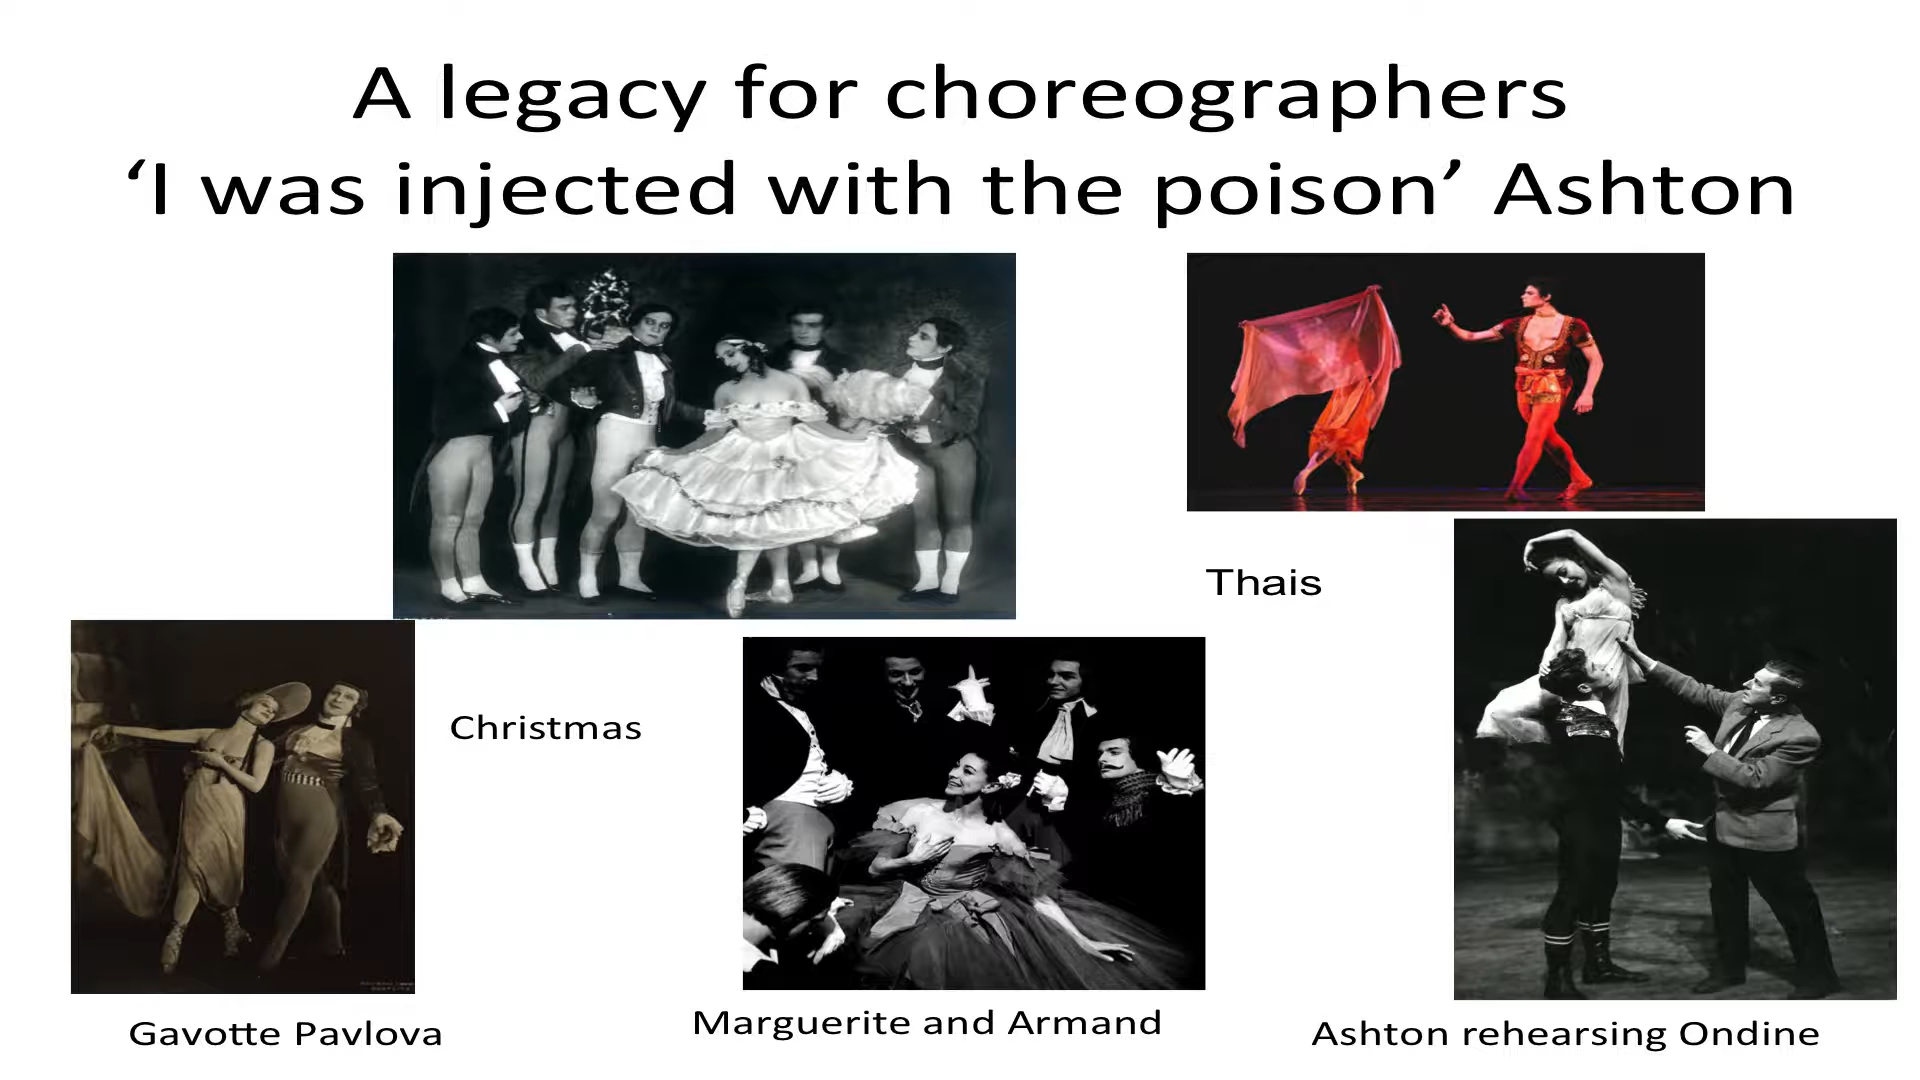 A legacy for choreographers
‘I was injected with the poison’ Ashton
Thais
Christmas
Gavotte Pavlova
Marguerite and Armand
Ashton rehearsing Ondine